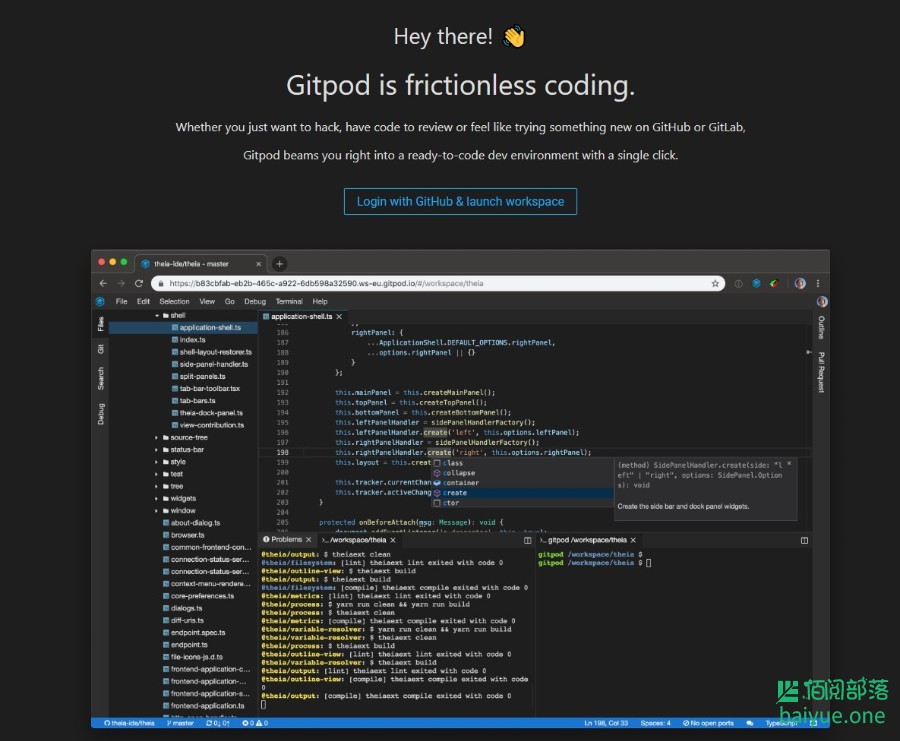 Hey there! 👋
Gitpod is frictionless coding.
Whether you just want to hack, have code to review or feel like trying something new on GitHub or GitLab,
Gitpod beams you right into a ready-to-code dev environment with a single click.
Login with GitHub & launch workspace
theia-ide/theia - master
https://b83cbfab-eb2b-465c-a922-6db598a32590.ws-eu.gitpod.io/#/workspace/theia
File Edit Selection View Go Debug Terminal Help
Files
Git
Search
Debug
shell
application-shell.ts
index.ts
shell-layout-restorer.ts
side-panel-handler.ts
split-panels.ts
tab-bar-toolbar.tsx
tab-bars.ts
theia-dock-panel.ts
view-contribution.ts
source-tree
status-bar
style
test
tree
widgets
window
about-dialog.ts
browser.ts
common-frontend-con...
connection-status-ser...
connection-status-ser...
context-menu-rendere...
core-preferences.ts
dialogs.ts
diff-uris.ts
endpoint.spec.ts
endpoint.ts
file-icons-js.d.ts
frontend-application-c...
frontend-application-...
frontend-application-s...
frontend-application.ts
application-shell.ts
186 rightPanel: {
187 ...ApplicationShell.DEFAULT_OPTIONS.rightPanel,
188 ...options.rightPanel || {}
189 }
190 };
191
192 this.mainPanel = this.createMainPanel();
193 this.topPanel = this.createTopPanel();
194 this.bottomPanel = this.createBottomPanel();
195 this.leftPanelHandler = sidePanelHandlerFactory();
196 this.leftPanelHandler.create('left', this.options.leftPanel);
197 this.rightPanelHandler = sidePanelHandlerFactory();
198 this.rightPanelHandler.create('right', this.options.rightPanel);
199 this.layout = this.creat
200
201 this.tracker.currentChan
202 this.tracker.activeChang
203 }
204
205 protected onBeforeAttach(msg: Message): void {
class
collapse
container
create
ctor
(method) SidePanelHandler.create(side: "l
eft" | "right", options: SidePanel.Option
s): void
Create the side bar and dock panel widgets.
Outline
Pull Request
Problems
>_ /workspace/theia
@theia/output: $ theiaext clean
@theia/filesystem: [lint] theiaext lint exited with code 0
@theia/outline-view: $ theiaext build
@theia/output: $ theiaext build
@theia/filesystem: [compile] theiaext compile exited with code 0
@theia/metrics: [lint] theiaext lint exited with code 0
@theia/process: $ yarn run clean && yarn run build
@theia/process: $ theiaext clean
@theia/metrics: [compile] theiaext compile exited with code 0
@theia/variable-resolver: $ yarn run clean && yarn run build
@theia/variable-resolver: $ theiaext clean
@theia/process: $ theiaext build
@theia/outline-view: [lint] theiaext lint exited with code 0
@theia/variable-resolver: $ theiaext build
@theia/output: [lint] theiaext lint exited with code 0
@theia/outline-view: [compile] theiaext compile exited with code
0
@theia/output: [compile] theiaext compile exited with code 0
>_ gitpod /workspace/theia
gitpod /workspace/theia $
gitpod /workspace/theia $
theia-ide/theia master 0↓ 0↑ 0 0
Ln 198, Col 33 Spaces: 4 No open ports TypeScript
佰阅部落
baiyue.one